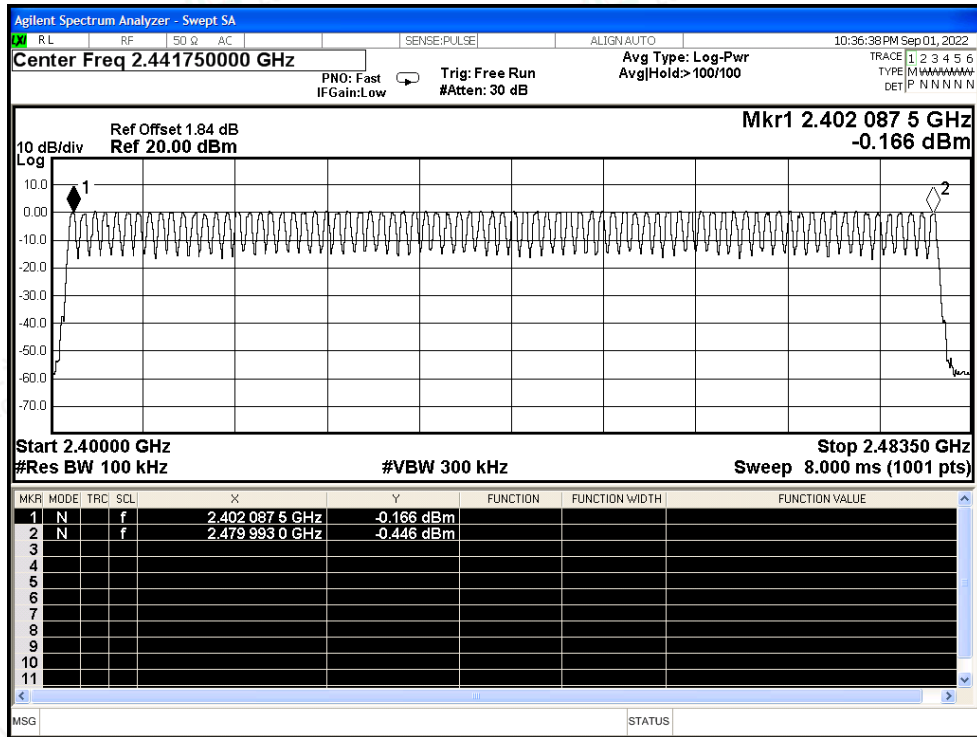 Agilent Spectrum Analyzer - Swept SA
LXI RL RF 50 Ω AC SENSE:PULSE ALIGN AUTO 10:36:38 PM Sep 01, 2022
Center Freq 2.441750000 GHz
PNO: Fast
IFGain:Low
Trig: Free Run
#Atten: 30 dB
Avg Type: Log-Pwr
Avg|Hold:>100/100
TRACE 1 2 3 4 5 6
TYPE M
DET P N N N N N
Mkr1 2.402 087 5 GHz
-0.166 dBm
10 dB/div
Log
Ref Offset 1.84 dB
Ref 20.00 dBm
10.0
1
2
0.00
-10.0
-20.0
-30.0
-40.0
-50.0
-60.0
-70.0
Start 2.40000 GHz Stop 2.48350 GHz
#Res BW 100 kHz #VBW 300 kHz Sweep 8.000 ms (1001 pts)
MKR MODE TRC SCL X Y FUNCTION FUNCTION WIDTH FUNCTION VALUE
1 N f 2.402 087 5 GHz -0.166 dBm
2 N f 2.479 993 0 GHz -0.446 dBm
3
4
5
6
7
8
9
10
11
MSG STATUS